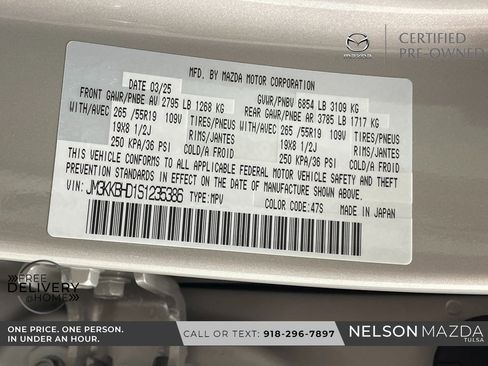 CERTIFIED
PRE-OWNED
mazda
MFD. BY MAZDA MOTOR CORPORATION
DATE 03/25
GVWR/PNBV 6854 LB 3109 KG
FRONT GAWR/PNBE AV 2795 LB 1268 KG
REAR GAWR/PNBE AR 3785 LB 1717 KG
WITH/AVEC 265 /55R19 109V TIRES/PNEUS
19X8 1/2J RIMS/JANTES
250 KPA/36 PSI COLD/A FROID
WITH/AVEC 265 /55R19 109V TIRES/PNEUS
19X8 1/2J RIMS/JANTES
250 KPA/36 PSI COLD/A FROID
THIS VEHICLE CONFORMS TO ALL APPLICABLE FEDERAL MOTOR VEHICLE SAFETY AND THEFT
PREVENTION STANDARDS IN EFFECT ON THE DATE OF MANUFACTURE SHOWN ABOVE.
VIN: JM3KKBHD1S1235386 TYPE:MPV
COLOR CODE:47S MADE IN JAPAN
FREE
DELIVERY
@HOME
ONE PRICE. ONE PERSON.
IN UNDER AN HOUR.
CALL OR TEXT: 918-296-7897
NELSON MAZDA
TULSA